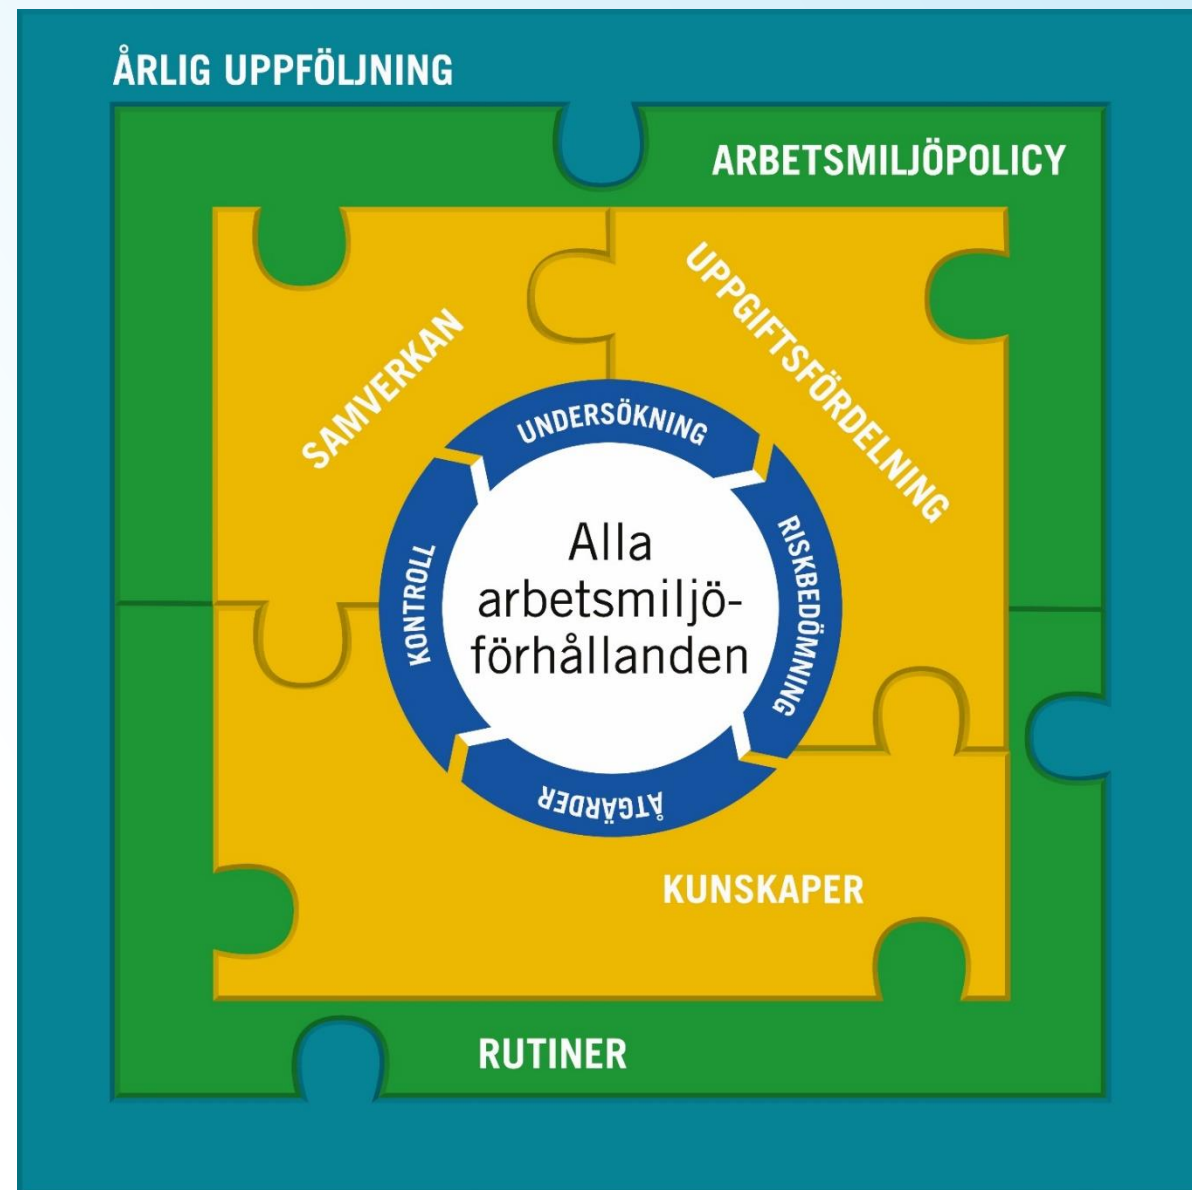 ÅRLIG UPPFÖLJNING
ARBETSMILJÖPOLICY
SAMVERKAN
UPPGIFTSFÖRDELNING
UNDERSÖKNING
RISKBEDÖMNING
ÅTGÄRDER
KONTROLL
Alla
arbetsmiljö-
förhållanden
KUNSKAPER
RUTINER